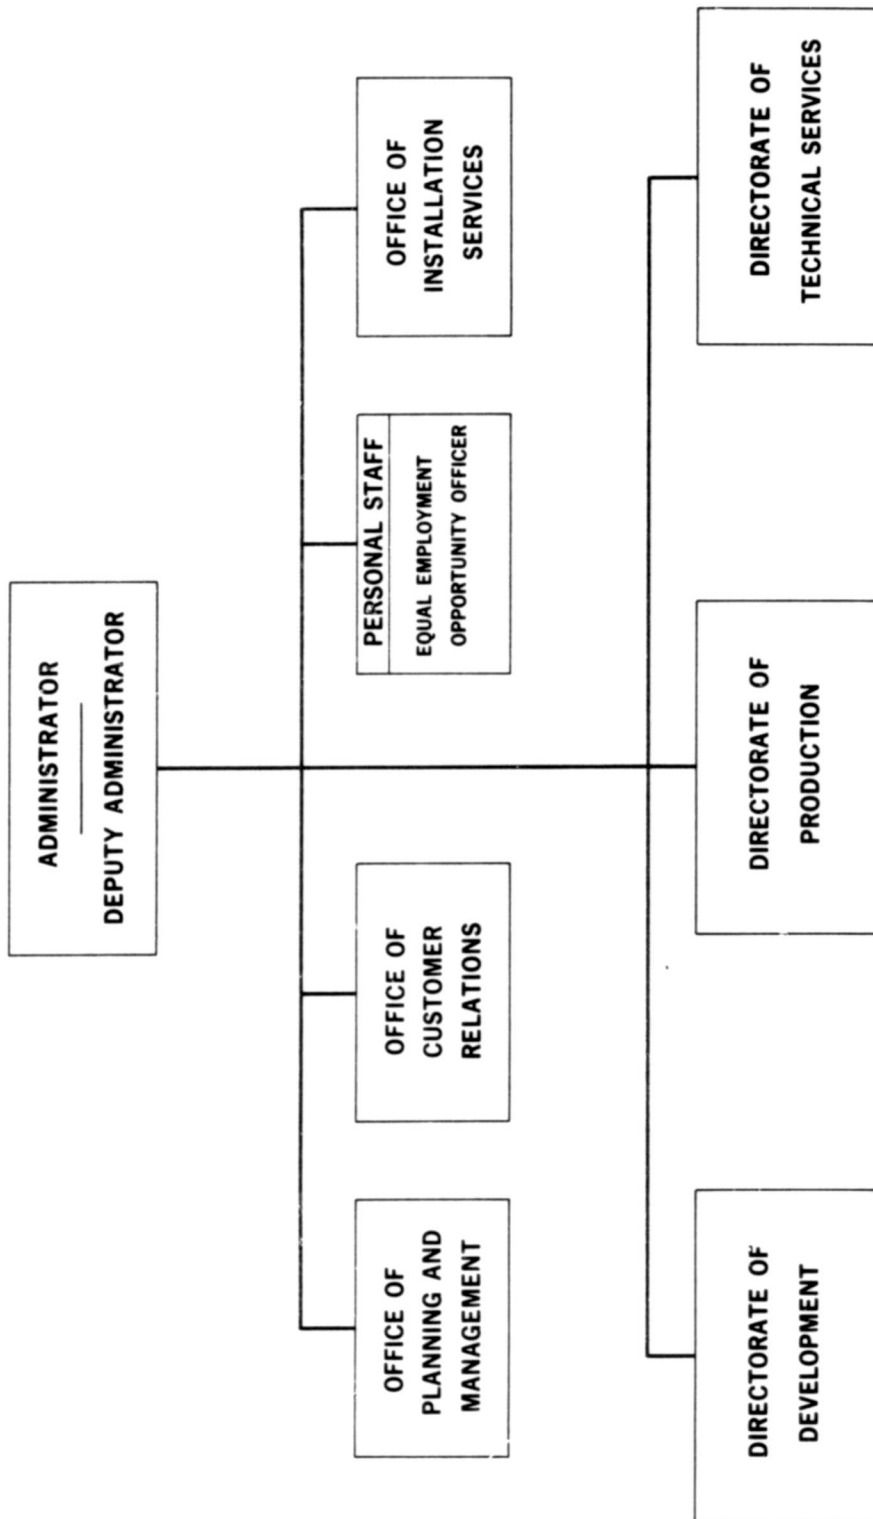 ADMINISTRATOR
DEPUTY ADMINISTRATOR
OFFICE OF
PLANNING AND
MANAGEMENT
OFFICE OF
CUSTOMER
RELATIONS
PERSONAL STAFF
EQUAL EMPLOYMENT
OPPORTUNITY OFFICER
OFFICE OF
INSTALLATION
SERVICES
DIRECTORATE OF
DEVELOPMENT
DIRECTORATE OF
PRODUCTION
DIRECTORATE OF
TECHNICAL SERVICES